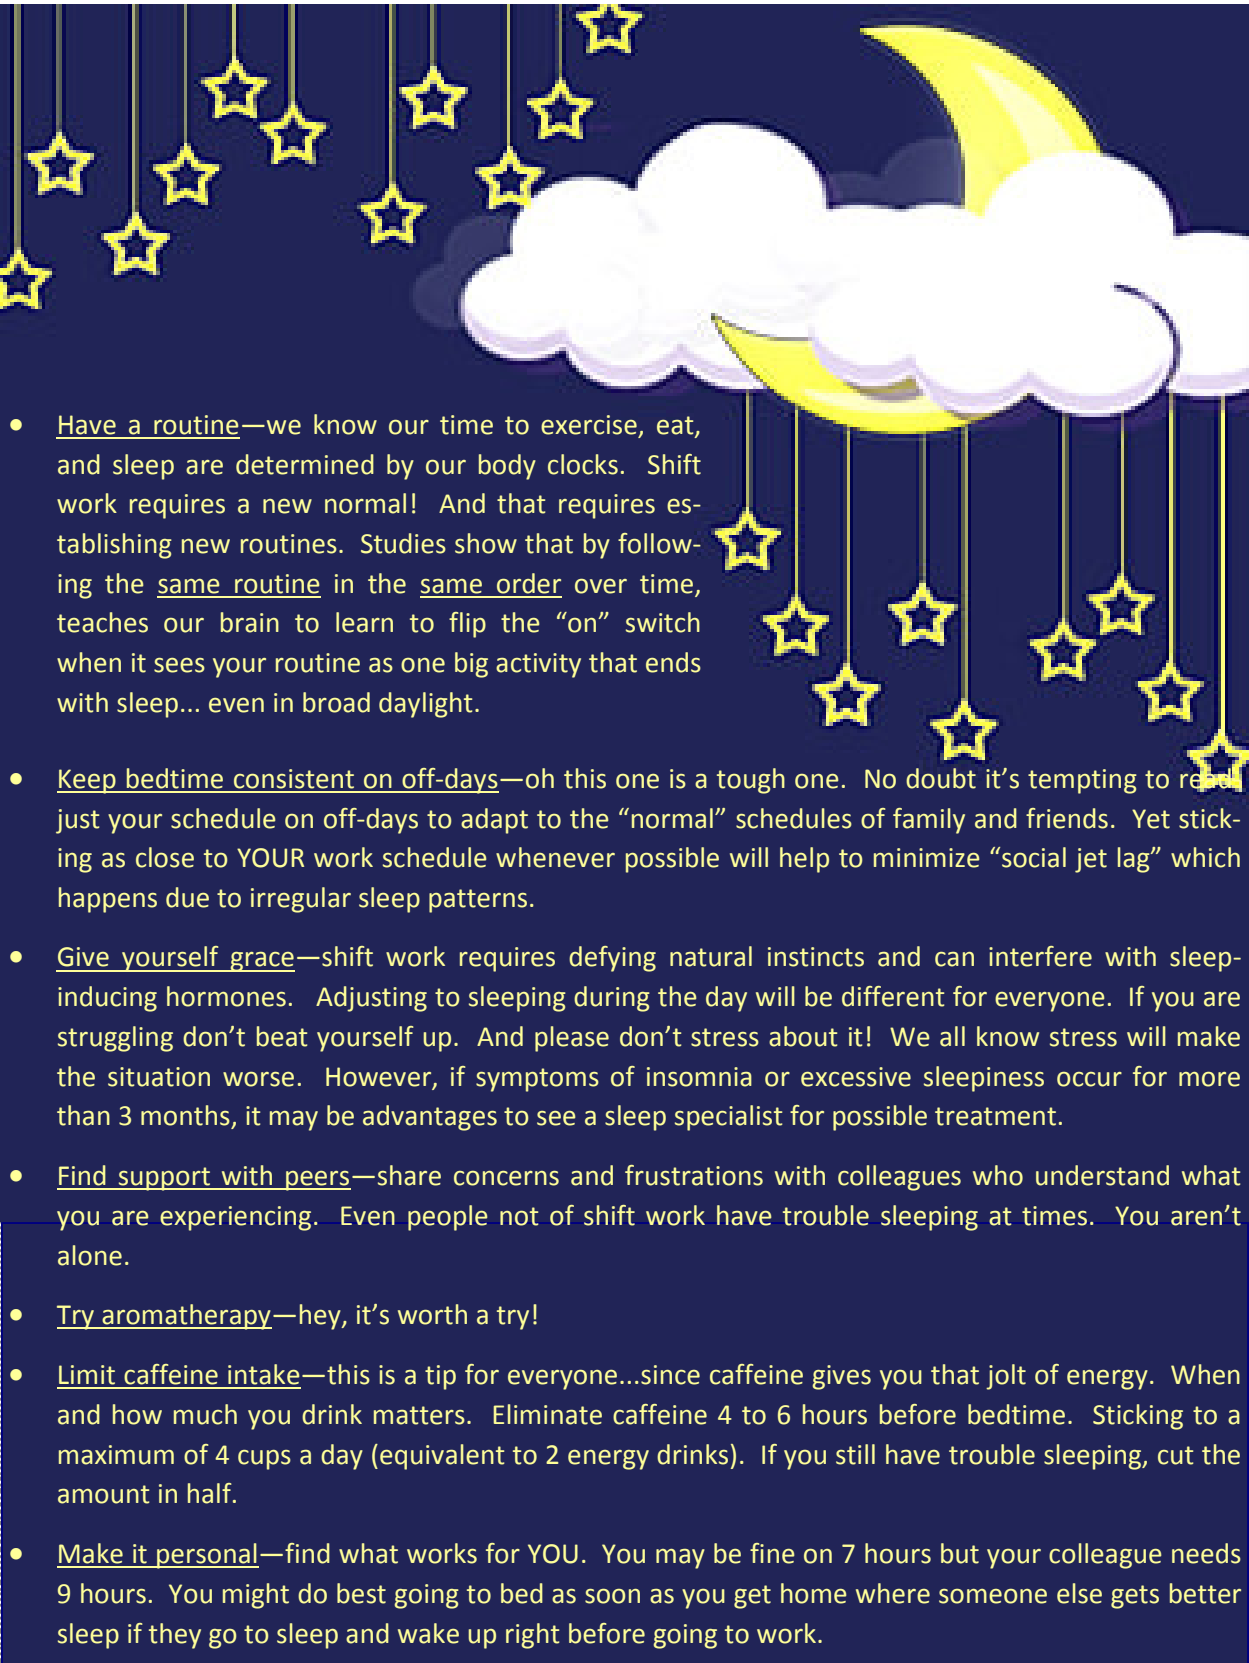 • Have a routine—we know our time to exercise, eat,
and sleep are determined by our body clocks. Shift
work requires a new normal! And that requires es-
tablishing new routines. Studies show that by follow-
ing the same routine in the same order over time,
teaches our brain to learn to flip the “on” switch
when it sees your routine as one big activity that ends
with sleep... even in broad daylight.
• Keep bedtime consistent on off-days—oh this one is a tough one. No doubt it’s tempting to read-
just your schedule on off-days to adapt to the “normal” schedules of family and friends. Yet stick-
ing as close to YOUR work schedule whenever possible will help to minimize “social jet lag” which
happens due to irregular sleep patterns.
• Give yourself grace—shift work requires defying natural instincts and can interfere with sleep-
inducing hormones. Adjusting to sleeping during the day will be different for everyone. If you are
struggling don’t beat yourself up. And please don’t stress about it! We all know stress will make
the situation worse. However, if symptoms of insomnia or excessive sleepiness occur for more
than 3 months, it may be advantages to see a sleep specialist for possible treatment.
• Find support with peers—share concerns and frustrations with colleagues who understand what
you are experiencing. Even people not of shift work have trouble sleeping at times. You aren’t
alone.
• Try aromatherapy—hey, it’s worth a try!
• Limit caffeine intake—this is a tip for everyone...since caffeine gives you that jolt of energy. When
and how much you drink matters. Eliminate caffeine 4 to 6 hours before bedtime. Sticking to a
maximum of 4 cups a day (equivalent to 2 energy drinks). If you still have trouble sleeping, cut the
amount in half.
• Make it personal—find what works for YOU. You may be fine on 7 hours but your colleague needs
9 hours. You might do best going to bed as soon as you get home where someone else gets better
sleep if they go to sleep and wake up right before going to work.